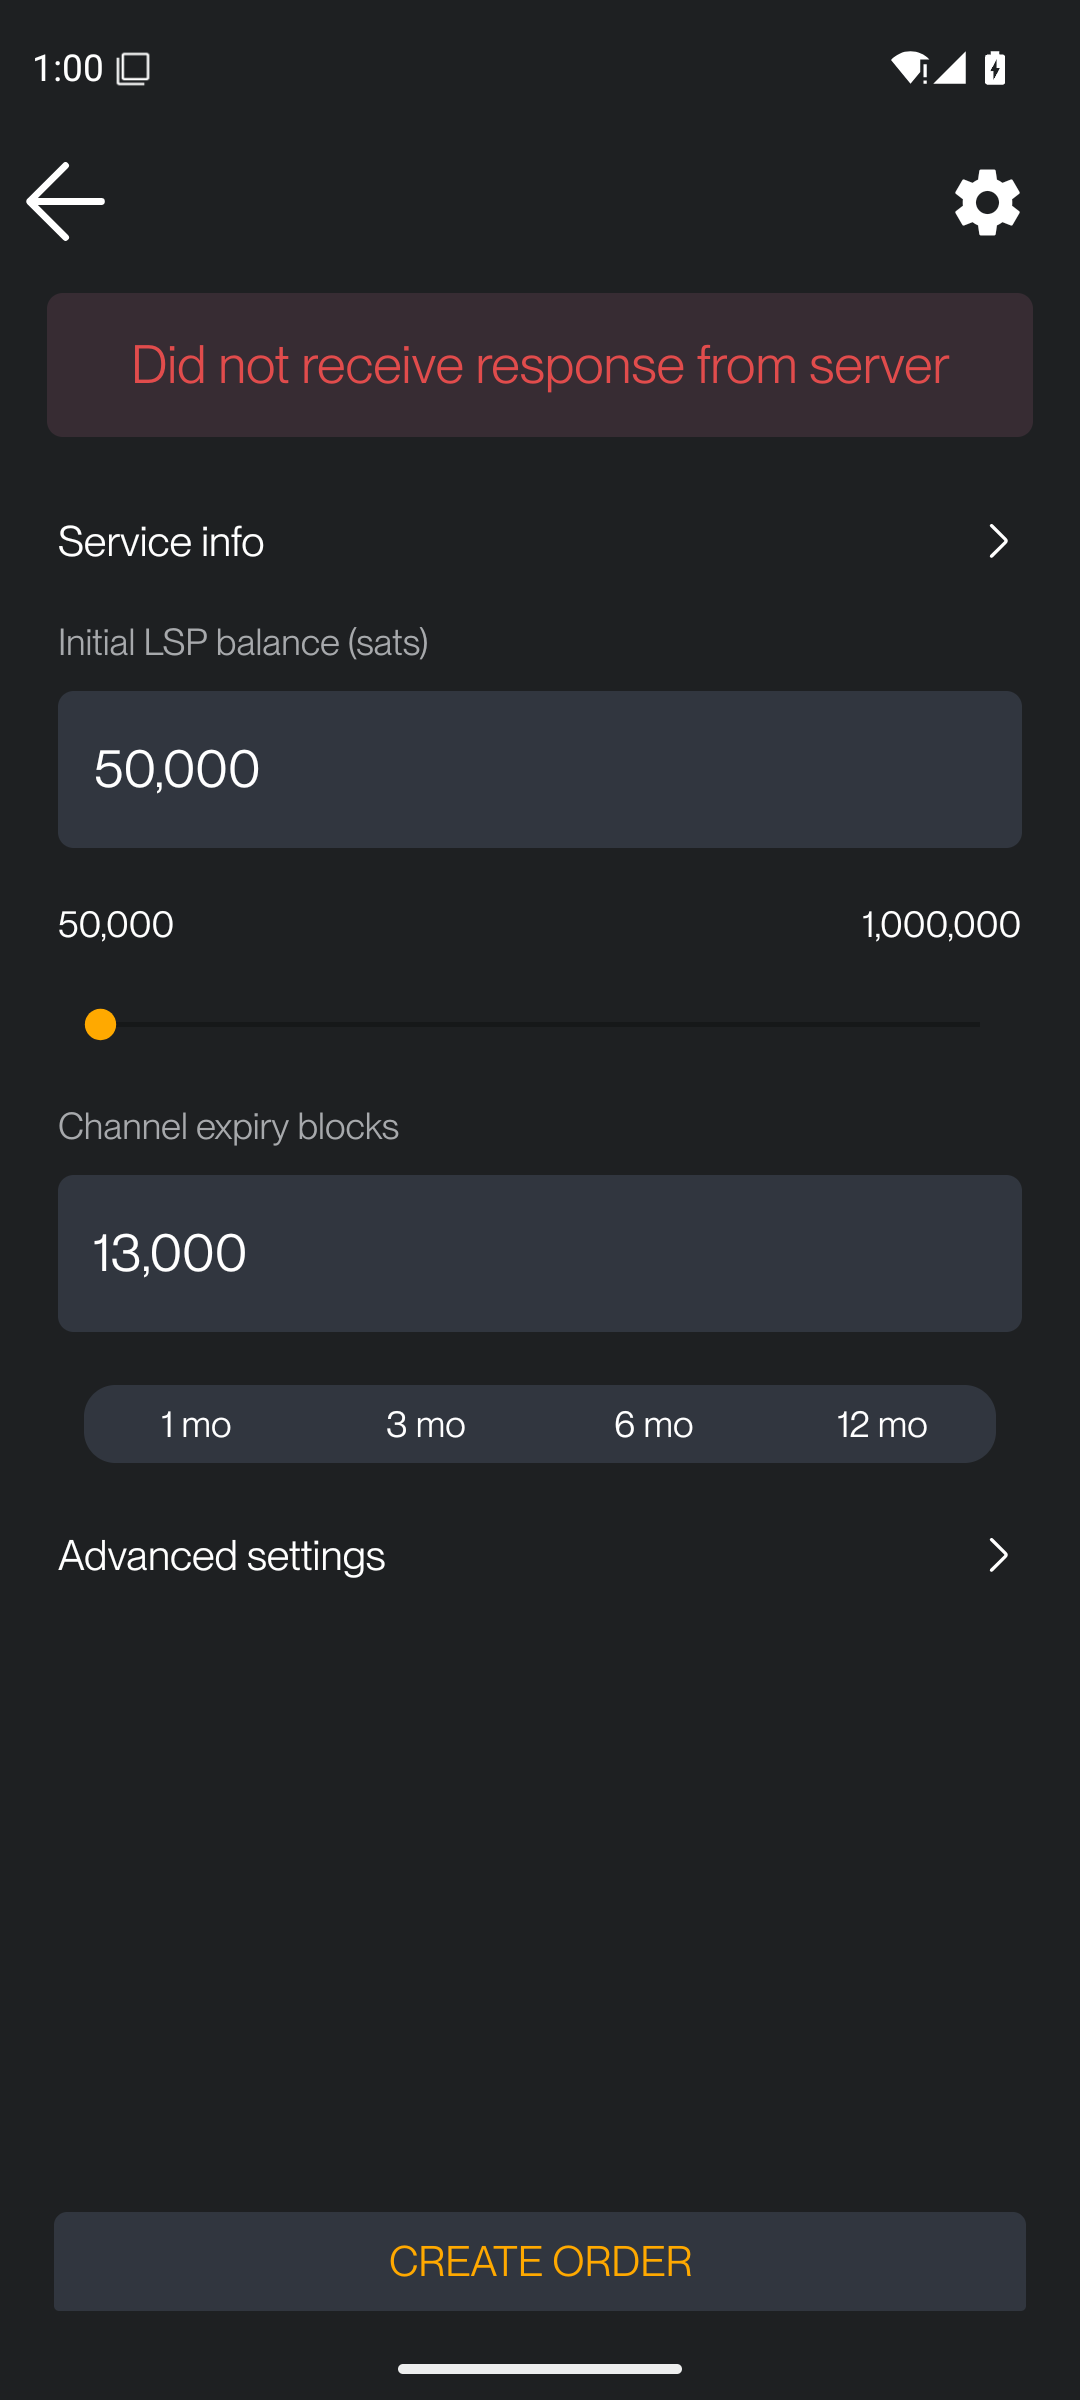 1:00
Did not receive response from server
Service info
Initial LSP balance (sats)
50,000
50,000 1,000,000
Channel expiry blocks
13,000
1 mo 3 mo 6 mo 12 mo
Advanced settings
CREATE ORDER